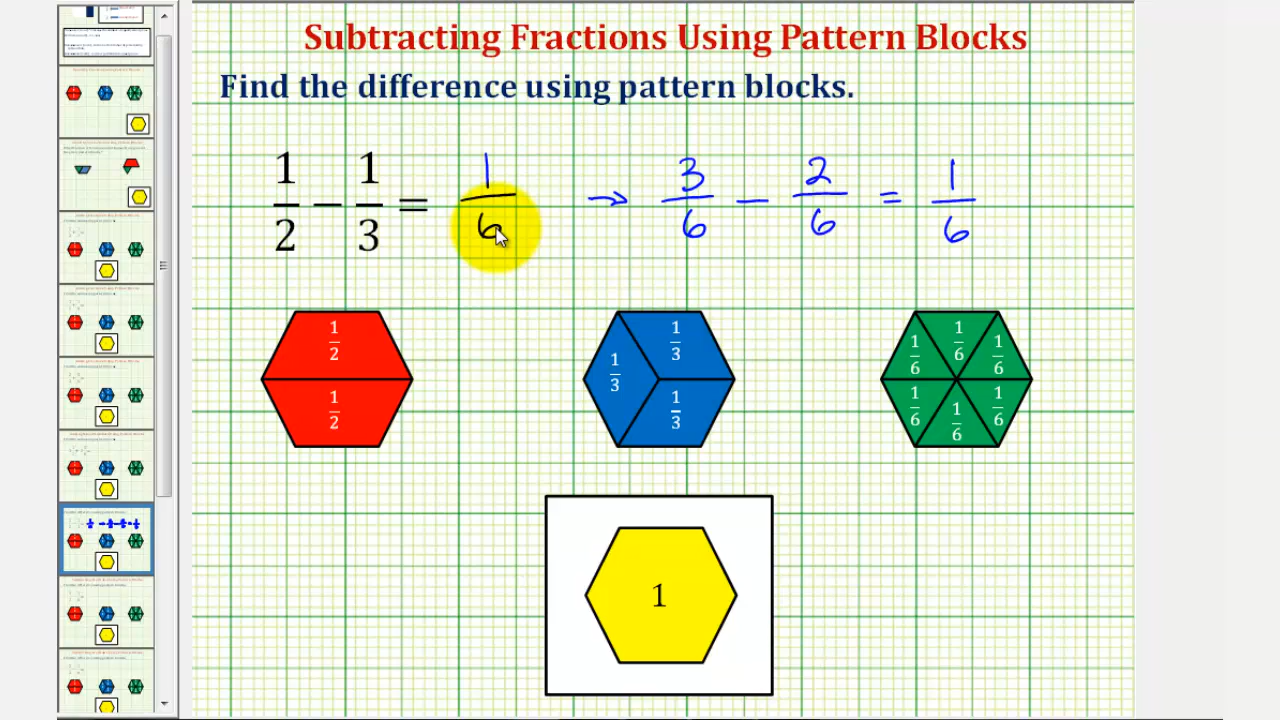 Subtracting Fractions Using Pattern Blocks
Find the difference using pattern blocks.
1/2 − 1/3 = 1/6 → 3/6 − 2/6 = 1/6
1/2
1/2
1/3
1/3
1/3
1/6 1/6 1/6
1/6 1/6 1/6
1